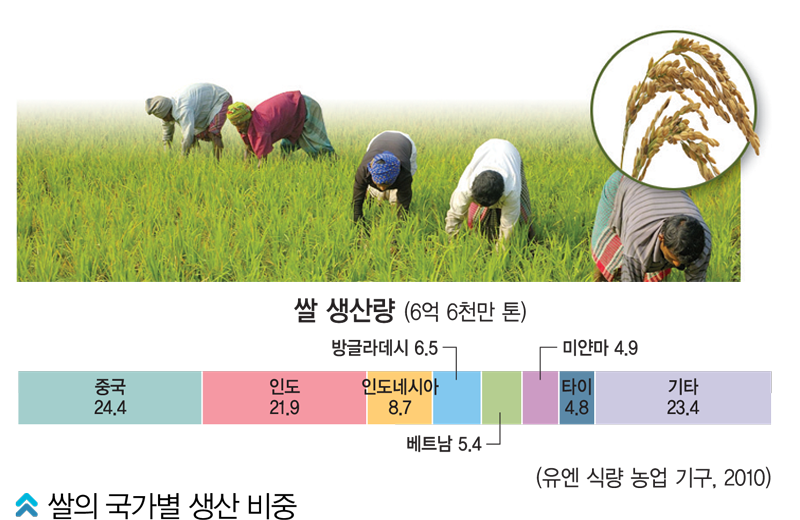 쌀 생산량 (6억 6천만 톤)
방글라데시 6.5
미얀마 4.9
중국
24.4
인도
21.9
인도네시아
8.7
타이
4.8
기타
23.4
베트남 5.4
(유엔 식량 농업 기구, 2010)
쌀의 국가별 생산 비중